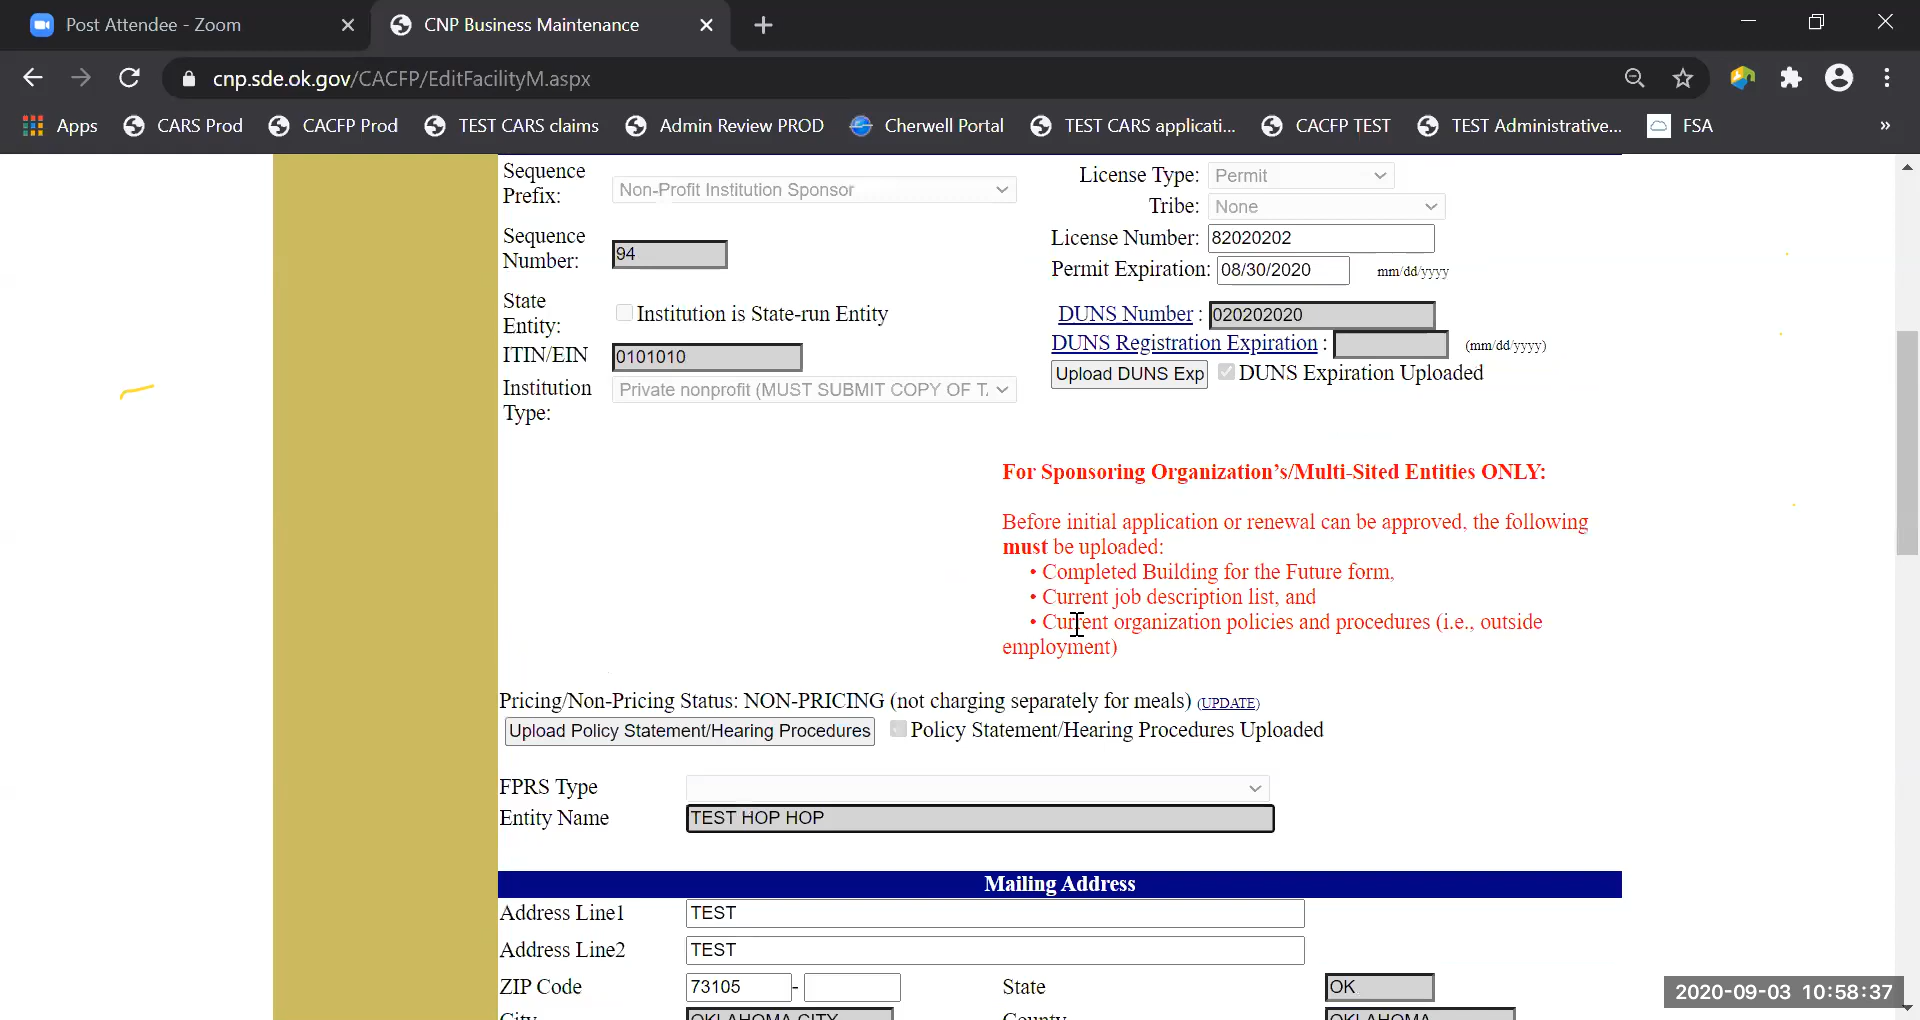 Post Attendee - Zoom
CNP Business Maintenance
cnp.sde.ok.gov/CACFP/EditFacilityM.aspx
Apps CARS Prod CACFP Prod TEST CARS claims Admin Review PROD Cherwell Portal TEST CARS applicati... CACFP TEST TEST Administrative... FSA »
Sequence Prefix: Non-Profit Institution Sponsor
License Type: Permit
Tribe: None
Sequence Number: 94
License Number: 82020202
Permit Expiration: 08/30/2020 mm/dd/yyyy
State Entity: Institution is State-run Entity
DUNS Number : 020202020
ITIN/EIN 0101010
DUNS Registration Expiration : (mm/dd/yyyy)
Upload DUNS Exp DUNS Expiration Uploaded
Institution Type: Private nonprofit (MUST SUBMIT COPY OF T.
For Sponsoring Organization's/Multi-Sited Entities ONLY:
Before initial application or renewal can be approved, the following
must be uploaded:
• Completed Building for the Future form,
• Current job description list, and
• Current organization policies and procedures (i.e., outside
employment)
Pricing/Non-Pricing Status: NON-PRICING (not charging separately for meals) (UPDATE)
Upload Policy Statement/Hearing Procedures Policy Statement/Hearing Procedures Uploaded
FPRS Type
Entity Name TEST HOP HOP
Mailing Address
Address Line1 TEST
Address Line2 TEST
ZIP Code 73105 - State OK
City OKLAHOMA CITY County OKLAHOMA
2020-09-03 10:58:37